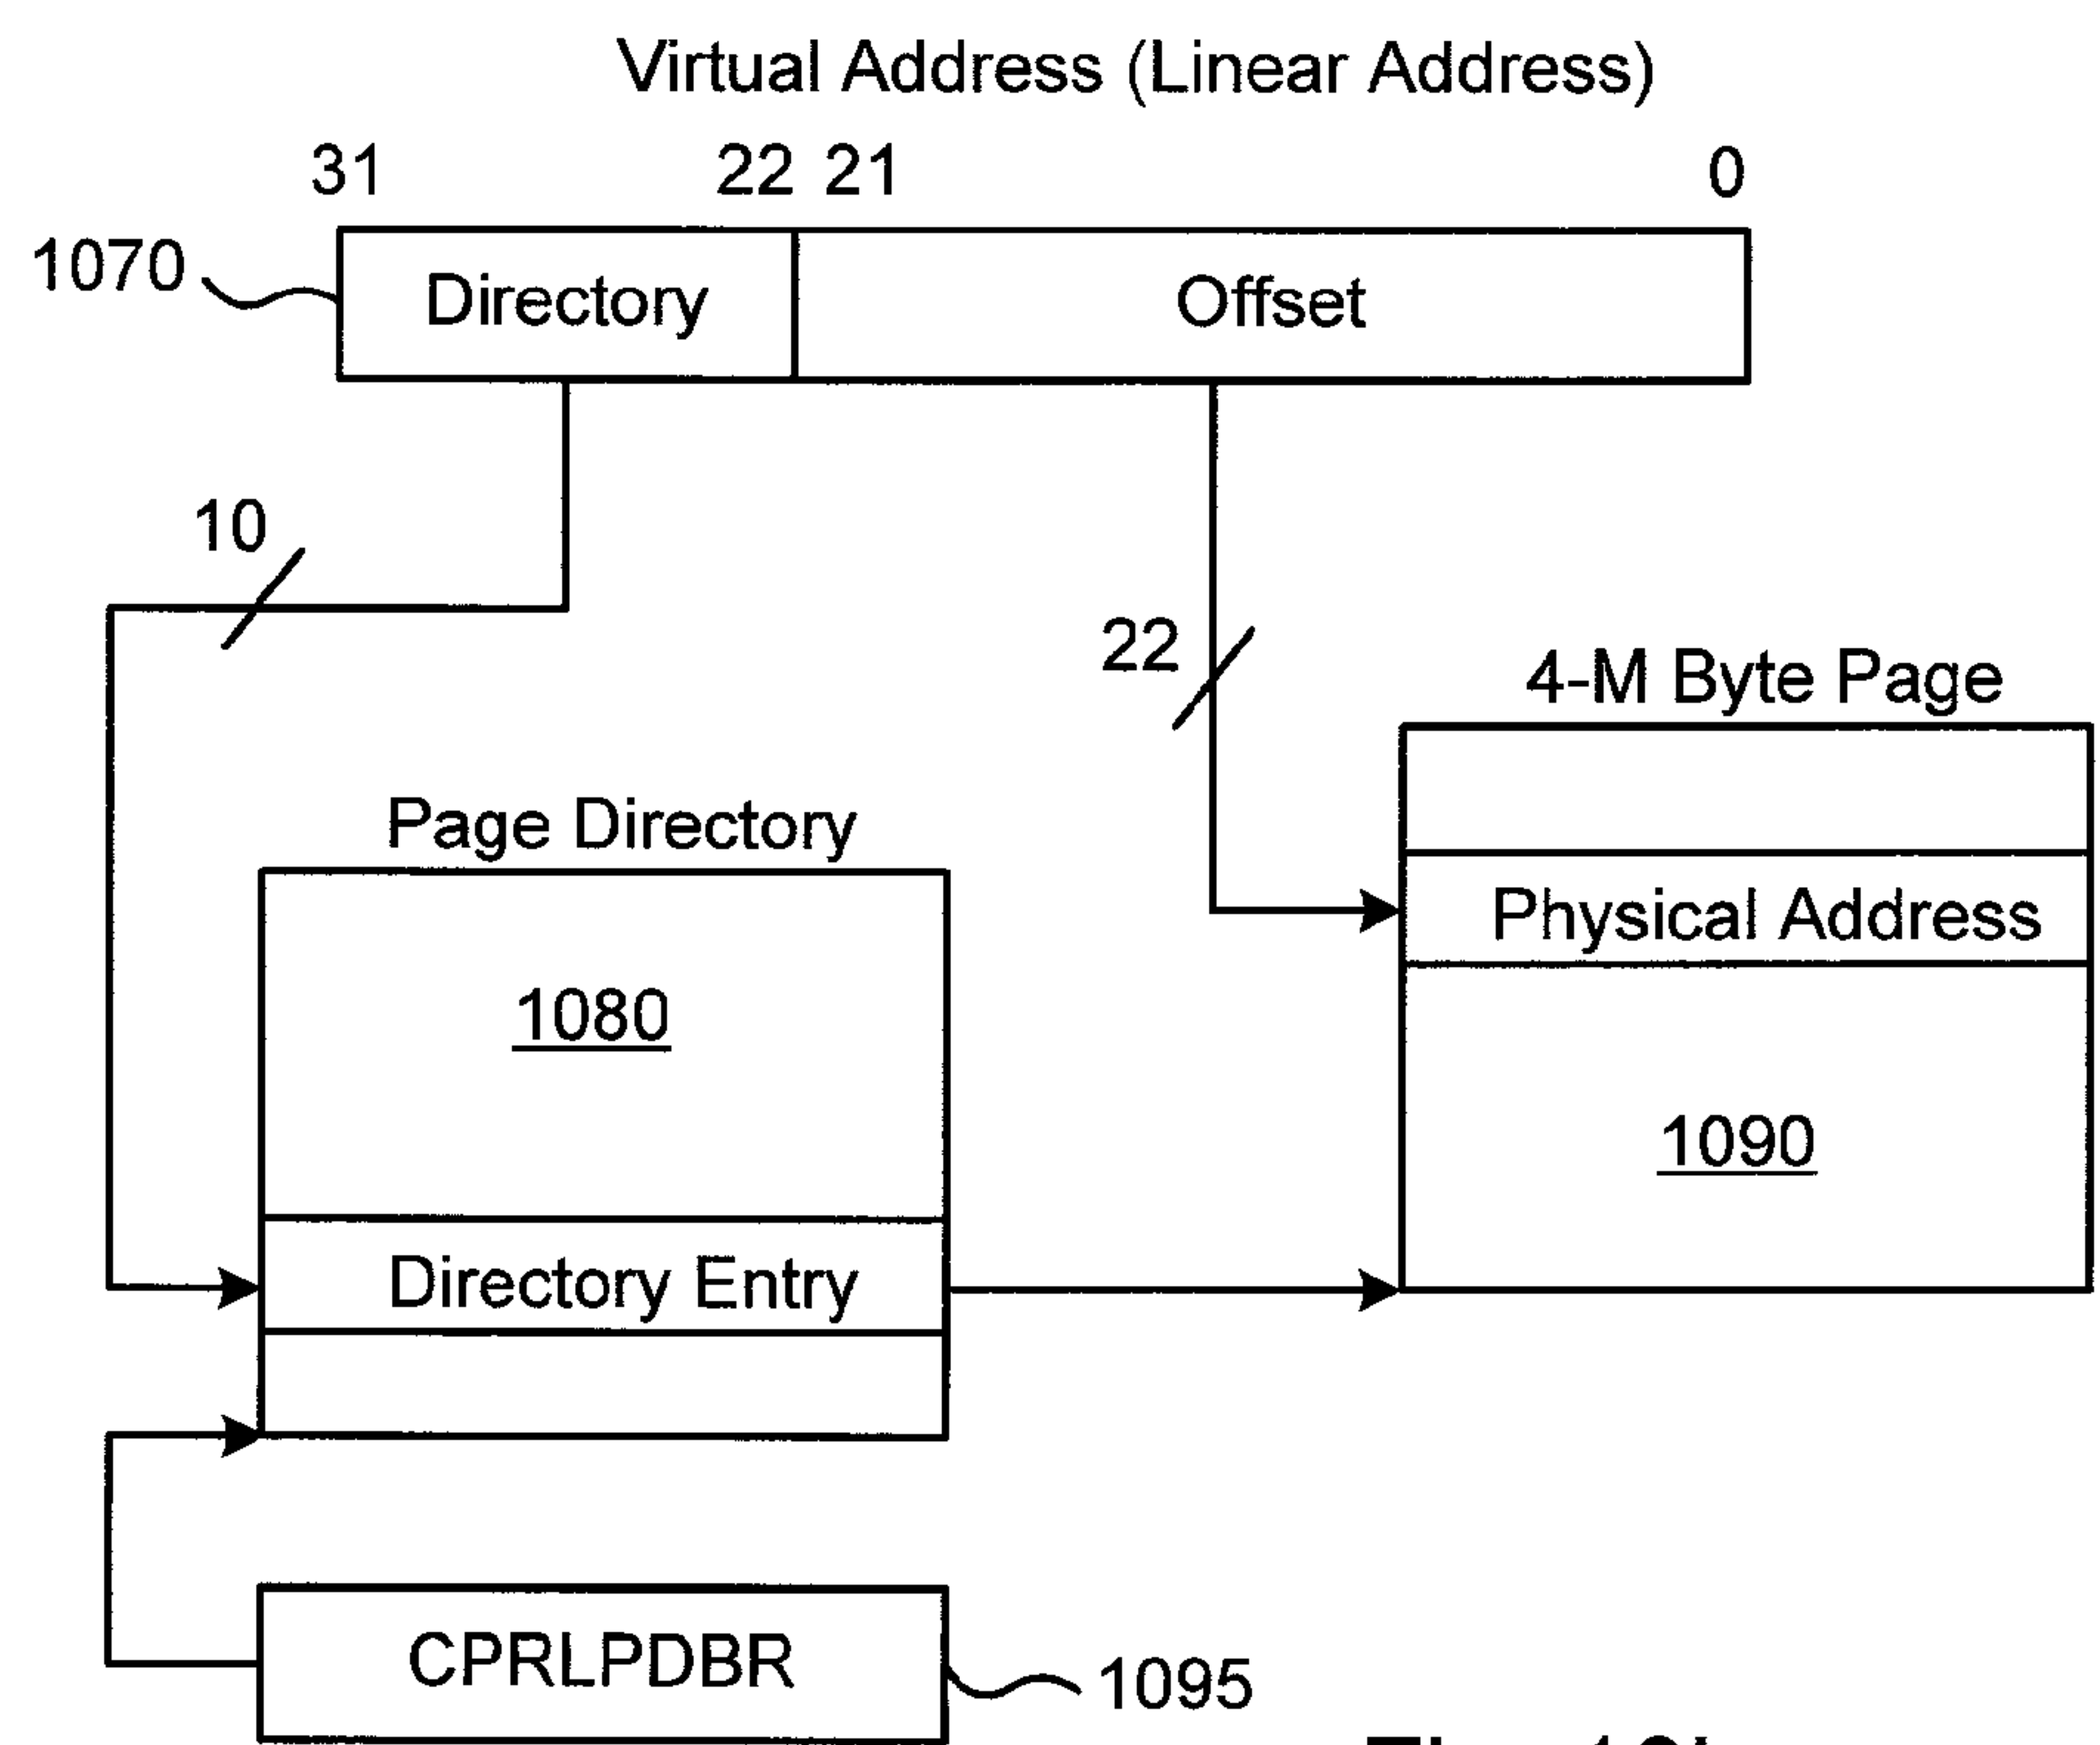 Virtual Address (Linear Address)
31 22 21 0
1070
Directory
Offset
10
22
4-M Byte Page
Page Directory
Physical Address
1080
1090
Directory Entry
CPRLPDBR
1095